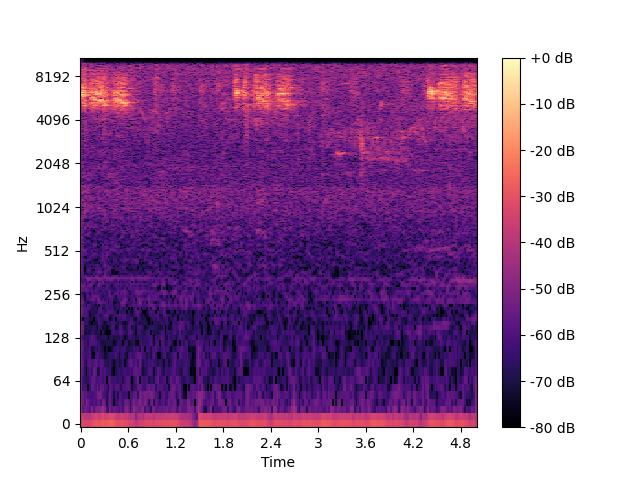 8192
4096
2048
1024
512
256
128
64
0
Hz
0 0.6 1.2 1.8 2.4 3 3.6 4.2 4.8
Time
+0 dB
-10 dB
-20 dB
-30 dB
-40 dB
-50 dB
-60 dB
-70 dB
-80 dB